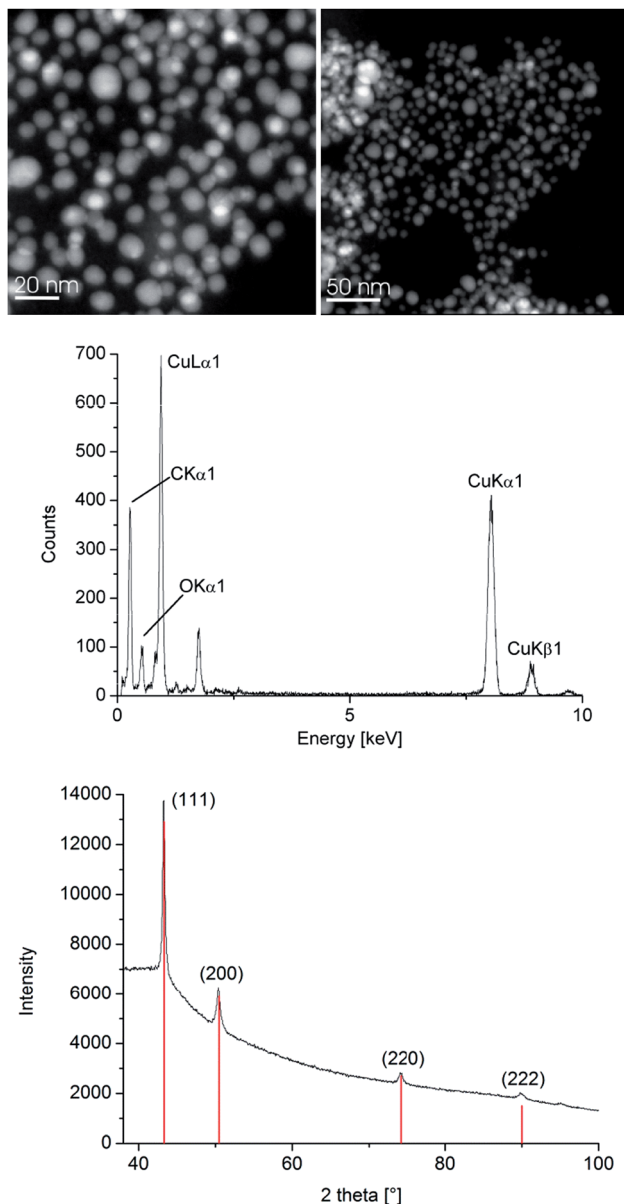 20 nm
50 nm
700
600
500
400
300
200
100
0
Counts
CuLα1
CKα1
OKα1
CuKα1
CuKβ1
0
5
10
Energy [keV]
14000
12000
10000
8000
6000
4000
2000
0
Intensity
(111)
(200)
(220)
(222)
40
60
80
100
2 theta [°]